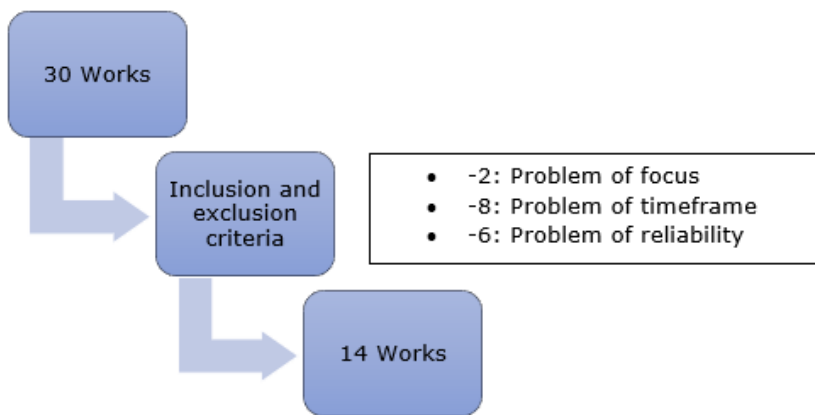 30 Works
Inclusion and
exclusion
criteria
• -2: Problem of focus
• -8: Problem of timeframe
• -6: Problem of reliability
14 Works